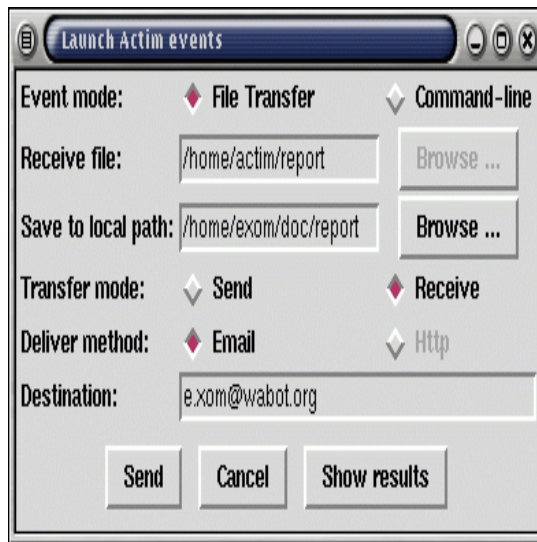 Launch Actim events
Event mode: File Transfer Command-line
Receive file: /home/actim/report Browse ...
Save to local path: /home/exom/doc/report Browse ...
Transfer mode: Send Receive
Deliver method: Email Http
Destination: e.xom@wabot.org
Send Cancel Show results